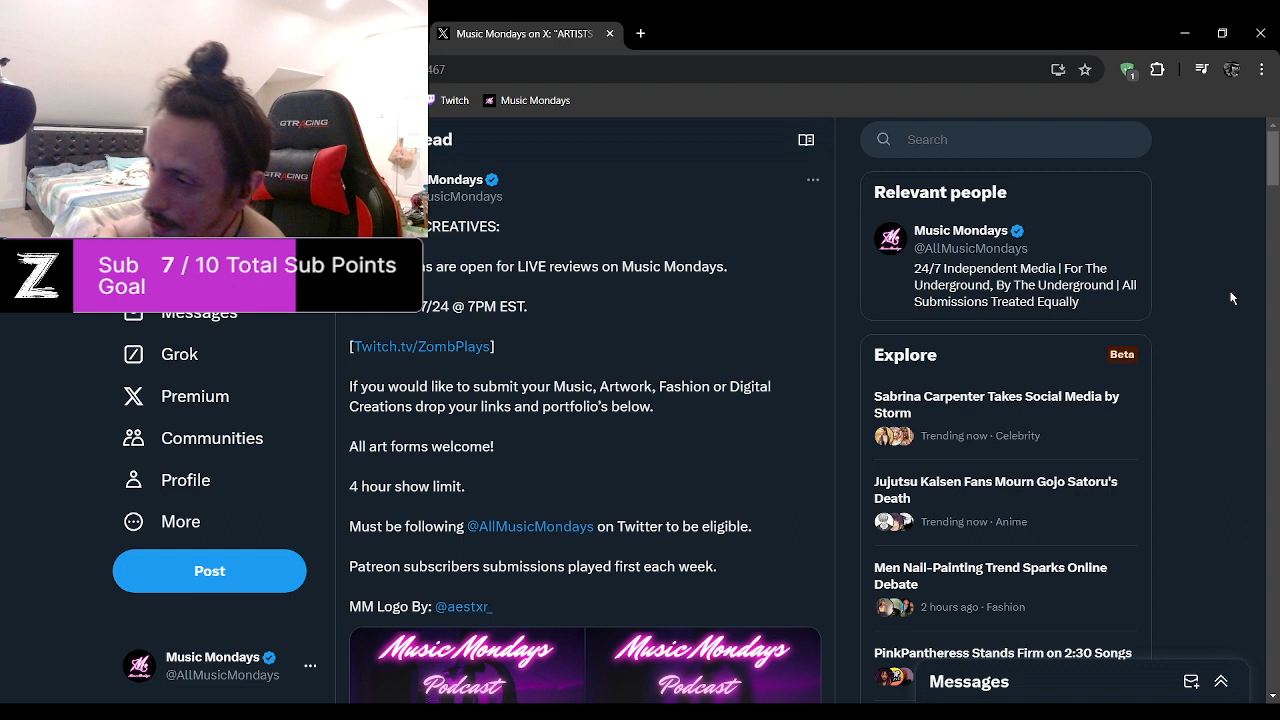 Music Mondays on X: "ARTISTS
467
Twitch
Music Mondays
GTRACING
GTRACING
Z
Sub Goal
7 / 10 Total Sub Points
Messages
Grok
Premium
Communities
Profile
More
Post
Music Mondays
@AllMusicMondays
ead
Mondays
usicMondays
CREATIVES:
ns are open for LIVE reviews on Music Mondays.
7/24 @ 7PM EST.
[Twitch.tv/ZombPlays]
If you would like to submit your Music, Artwork, Fashion or Digital
Creations drop your links and portfolio's below.
All art forms welcome!
4 hour show limit.
Must be following @AllMusicMondays on Twitter to be eligible.
Patreon subscribers submissions played first each week.
MM Logo By: @aestxr_
Music Mondays
Podcast
Music Mondays
Podcast
Search
Relevant people
Music Mondays
@AllMusicMondays
24/7 Independent Media | For The
Underground, By The Underground | All
Submissions Treated Equally
Explore
Beta
Sabrina Carpenter Takes Social Media by
Storm
Trending now · Celebrity
Jujutsu Kaisen Fans Mourn Gojo Satoru's
Death
Trending now · Anime
Men Nail-Painting Trend Sparks Online
Debate
2 hours ago · Fashion
PinkPantheress Stands Firm on 2:30 Songs
Messages